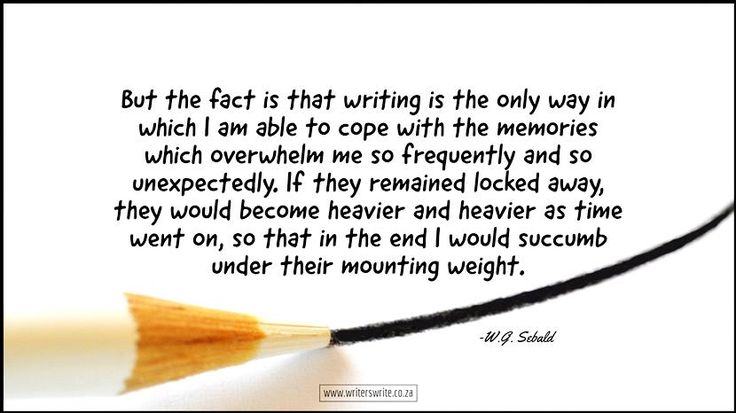 But the fact is that writing is the only way in
which I am able to cope with the memories
which overwhelm me so frequently and so
unexpectedly. If they remained locked away,
they would become heavier and heavier as time
went on, so that in the end I would succumb
under their mounting weight.
-W.G. Sebald
www.writerswrite.co.za